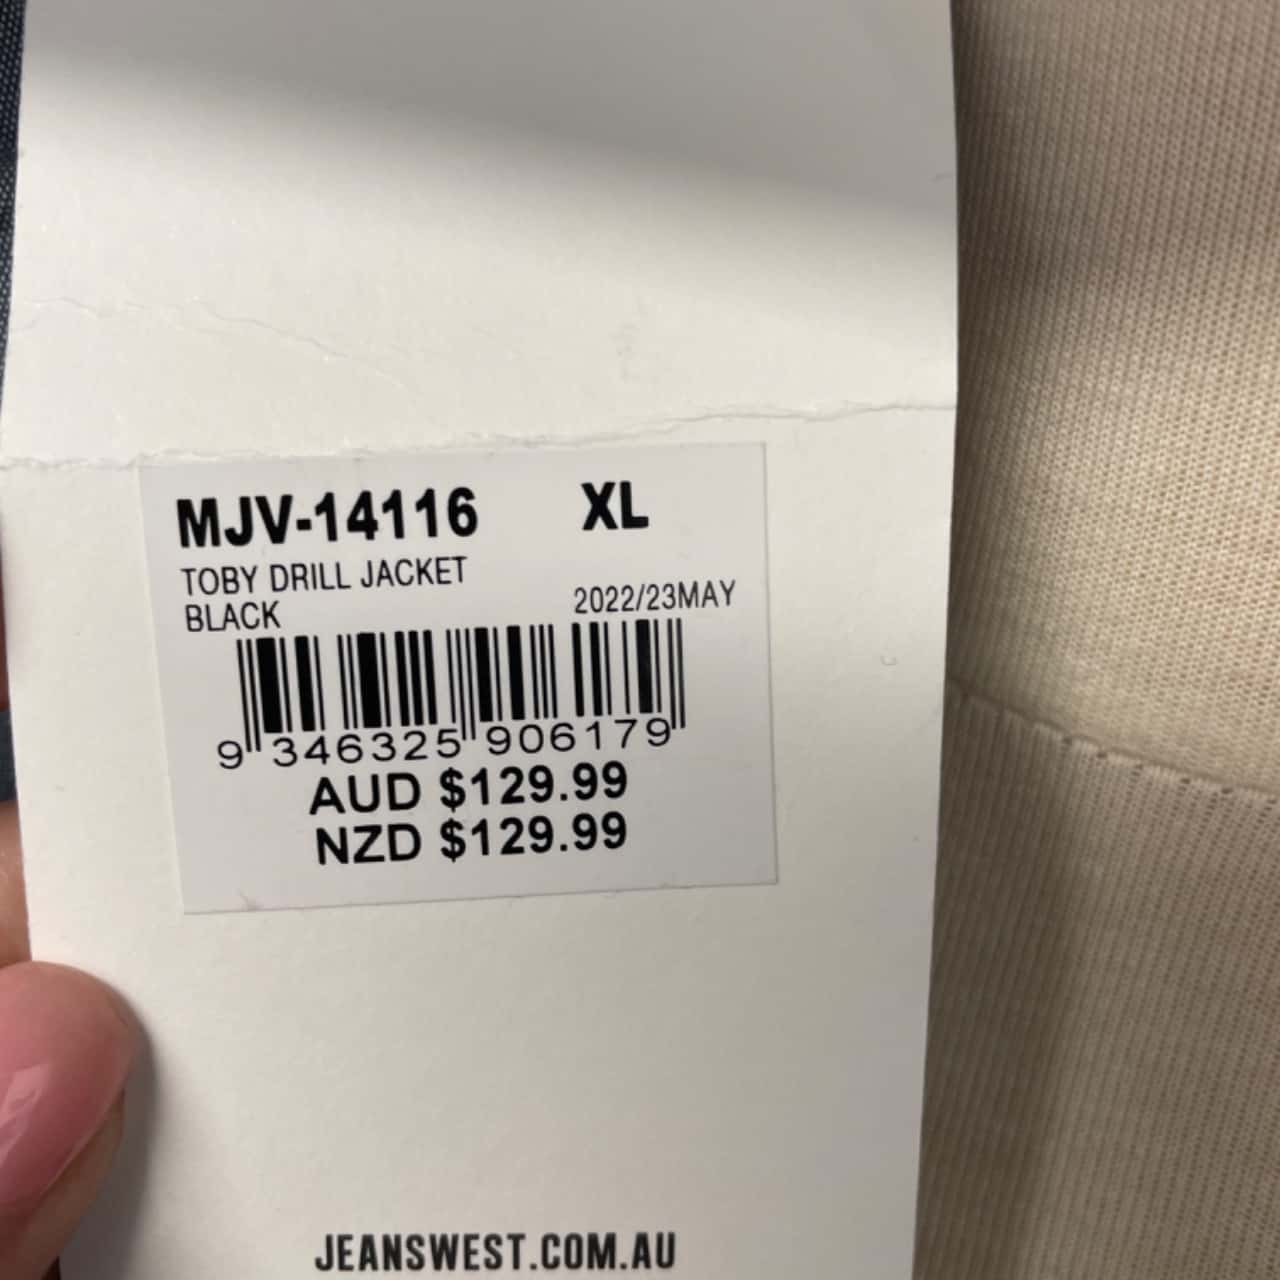 MJV-14116 XL
TOBY DRILL JACKET
BLACK 2022/23MAY
9 346325 906179
AUD $129.99
NZD $129.99
JEANSWEST.COM.AU